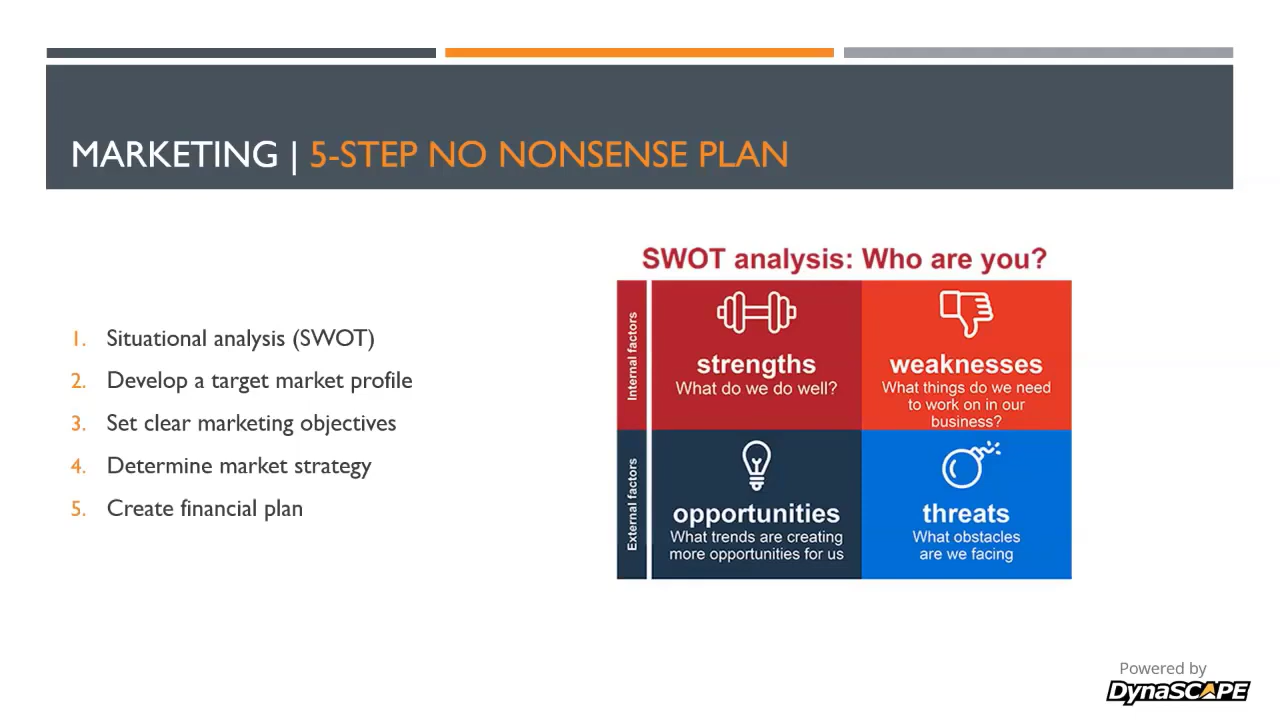 MARKETING | 5-STEP NO NONSENSE PLAN
1. Situational analysis (SWOT)
2. Develop a target market profile
3. Set clear marketing objectives
4. Determine market strategy
5. Create financial plan
SWOT analysis: Who are you?
Internal factors
strengths
What do we do well?
weaknesses
What things do we need
to work on in our
business?
External factors
opportunities
What trends are creating
more opportunities for us
threats
What obstacles
are we facing
Powered by
DynaSCAPE